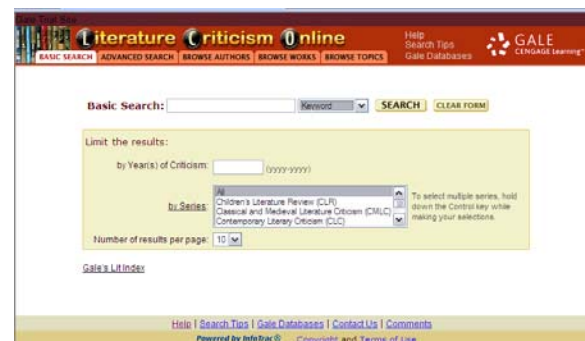 Gale Trial Site
Literature Criticism Online
Help
Search Tips
Gale Databases
GALE
CENGAGE Learning™
BASIC SEARCH ADVANCED SEARCH BROWSE AUTHORS BROWSE WORKS BROWSE TOPICS
Basic Search: Keyword SEARCH CLEAR FORM
Limit the results:
by Year(s) of Criticism: (yyyy-yyyy)
by Series:
All
Children's Literature Review (CLR)
Classical and Medieval Literature Criticism (CMLC)
Contemporary Literary Criticism (CLC)
To select multiple series, hold
down the Control key while
making your selections.
Number of results per page: 10
Gale's LitIndex
Help | Search Tips | Gale Databases | Contact Us | Comments
Powered by InfoTrac® Copyright and Terms of Use